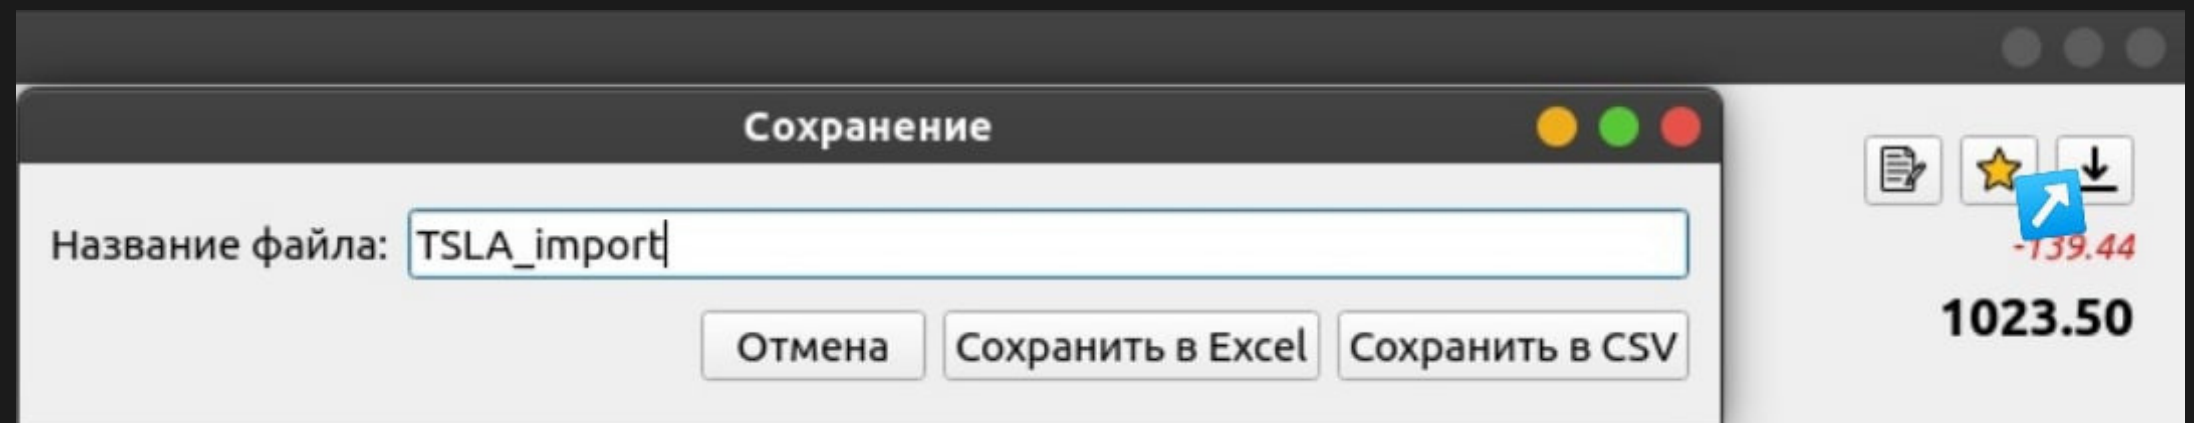 Сохранение
Название файла: TSLA_import
Отмена Сохранить в Excel Сохранить в CSV
-139.44
1023.50